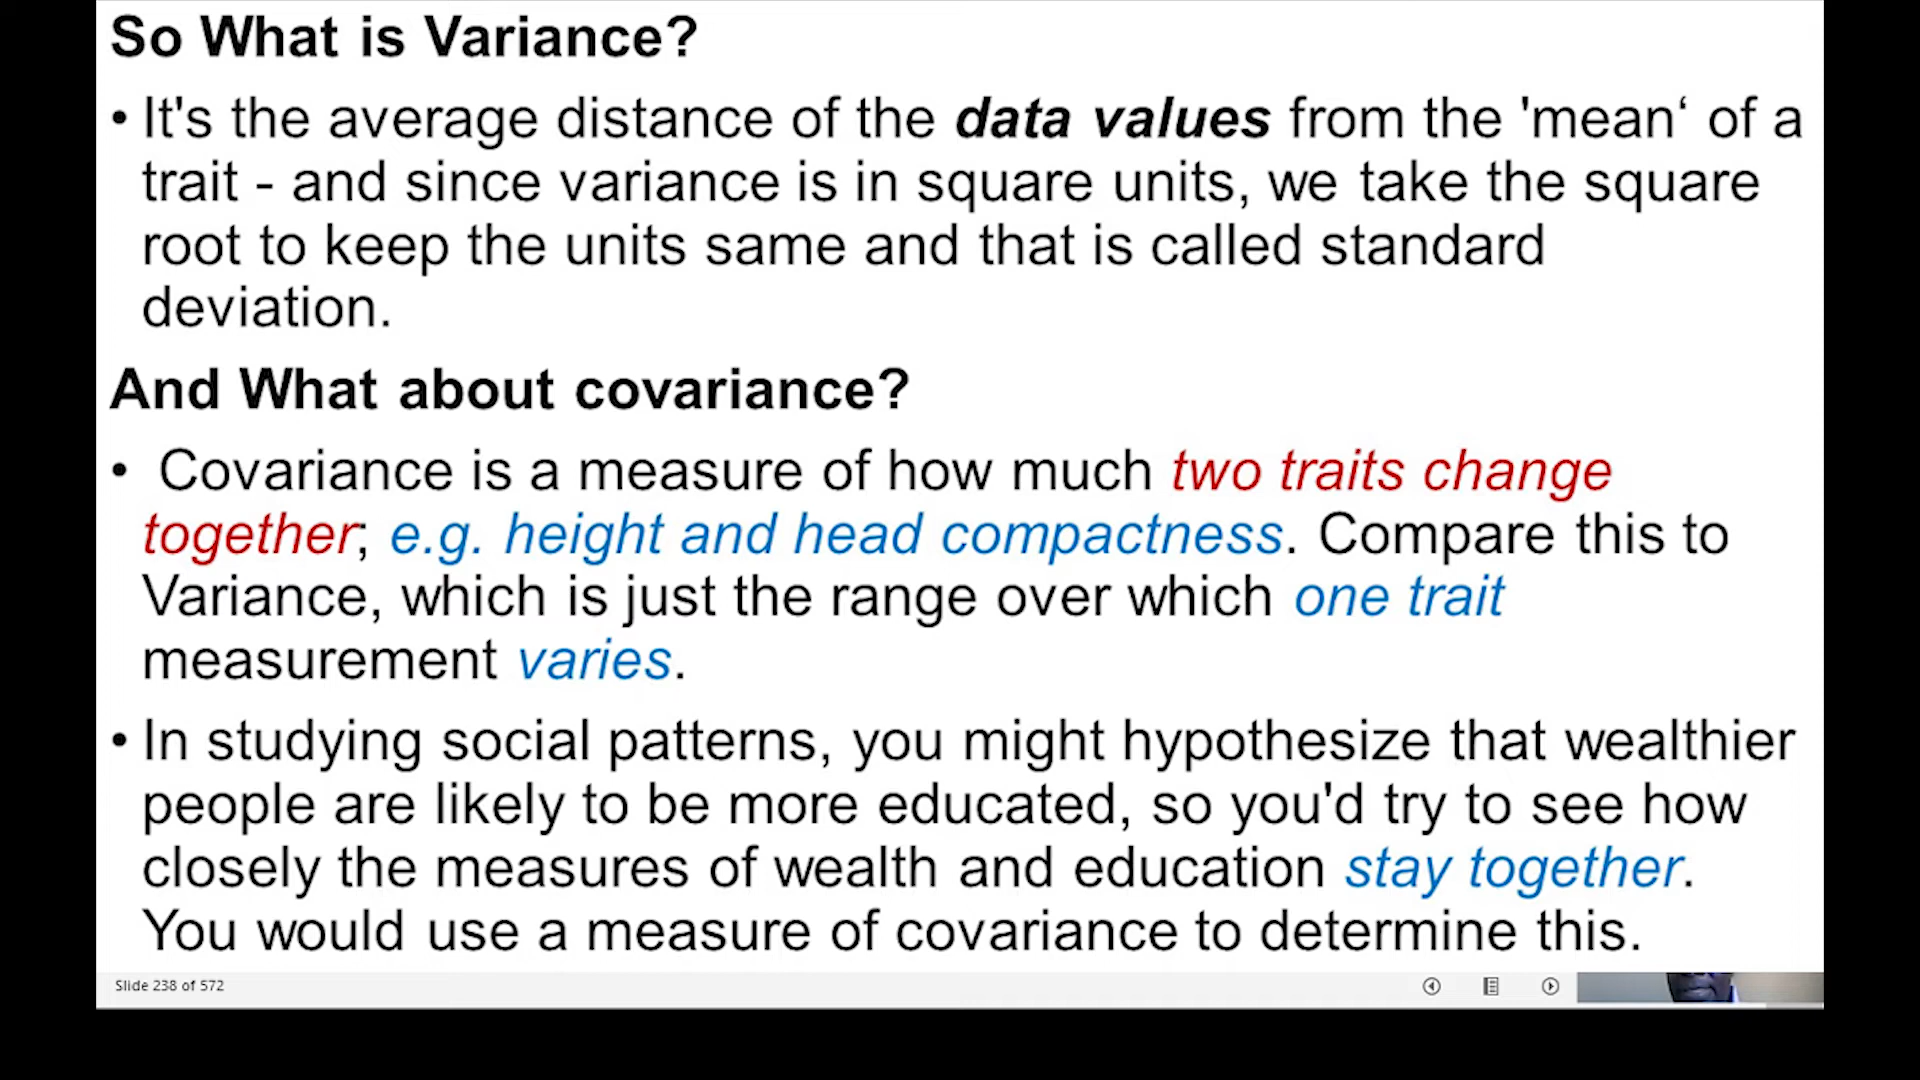 So What is Variance?
• It's the average distance of the data values from the 'mean‘ of a
trait - and since variance is in square units, we take the square
root to keep the units same and that is called standard
deviation.
And What about covariance?
• Covariance is a measure of how much two traits change
together; e.g. height and head compactness. Compare this to
Variance, which is just the range over which one trait
measurement varies.
• In studying social patterns, you might hypothesize that wealthier
people are likely to be more educated, so you'd try to see how
closely the measures of wealth and education stay together.
You would use a measure of covariance to determine this.
Slide 238 of 572